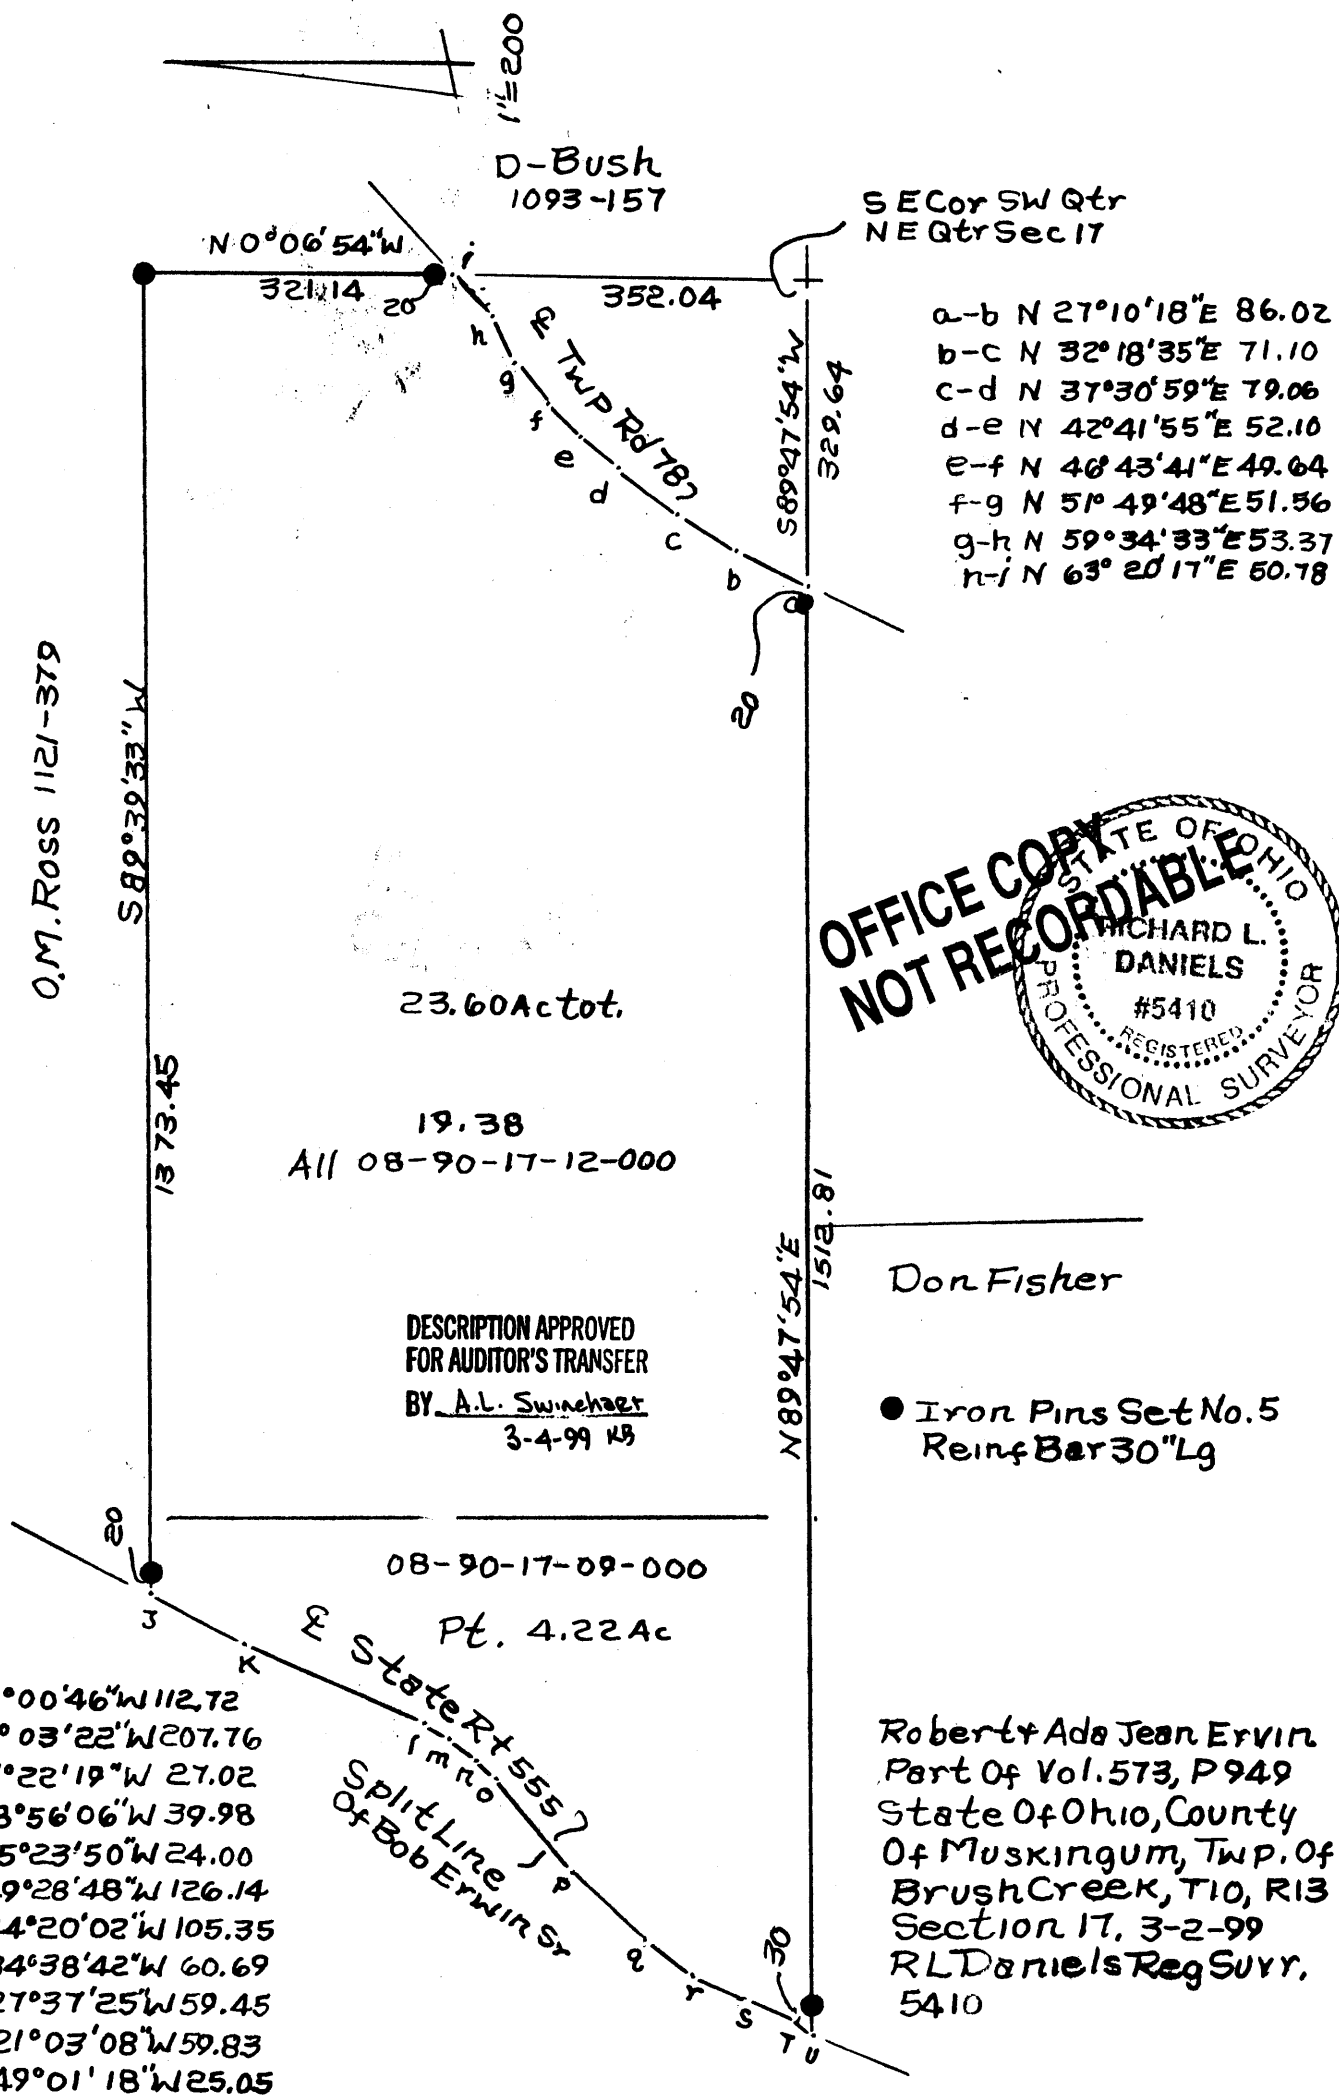 1"=200
D-Bush
1093-157
S E Cor SW Qtr
NE Qtr Sec 17
N 0°06'54"W
321.14
20
i
352.04
h
g
f
e
d
c
b
a
℄ Twp Rd 78
S89°47'54"W
329.64
20
a-b N 27°10'18"E 86.02
b-c N 32°18'35"E 71.10
c-d N 37°30'59"E 79.06
d-e N 42°41'55"E 52.10
e-f N 46°43'41"E 49.64
f-g N 51°49'48"E 51.56
g-h N 59°34'33"E 53.37
h-i N 63°20'17"E 50.78
O.M. Ross 1121-379
S 89°39'33" W
1373.45
OFFICE COPY
NOT RECORDABLE
STATE OF OHIO
RICHARD L.
DANIELS
#5410
REGISTERED
PROFESSIONAL SURVEYOR
23.60 Ac tot.
19.38
All 08-90-17-12-000
N89°47'54"E
1512.81
Don Fisher
DESCRIPTION APPROVED
FOR AUDITOR'S TRANSFER
BY A.L. Swinehart
3-4-99 KB
● Iron Pins Set No. 5
Reinf Bar 30" Lg
20
08-90-17-09-000
Pt. 4.22 Ac
J
K
l m n o
p
q
r
S
T
U
30
℄ State Rt 555
Split Line
Of Bob Erwin Sr
°00'46"W 112.72
°03'22"W 207.76
°22'19"W 27.02
3°56'06"W 39.98
5°23'50"W 24.00
9°28'48"W 126.14
4°20'02"W 105.35
34°38'42"W 60.69
27°37'25"W 59.45
21°03'08"W 59.83
49°01'18"W 25.05
Robert & Ada Jean Ervin
Part Of Vol. 573, P 949
State Of Ohio, County
Of Muskingum, Twp. Of
Brush Creek, T10, R13
Section 17. 3-2-99
RL Daniels Reg Surr.
5410